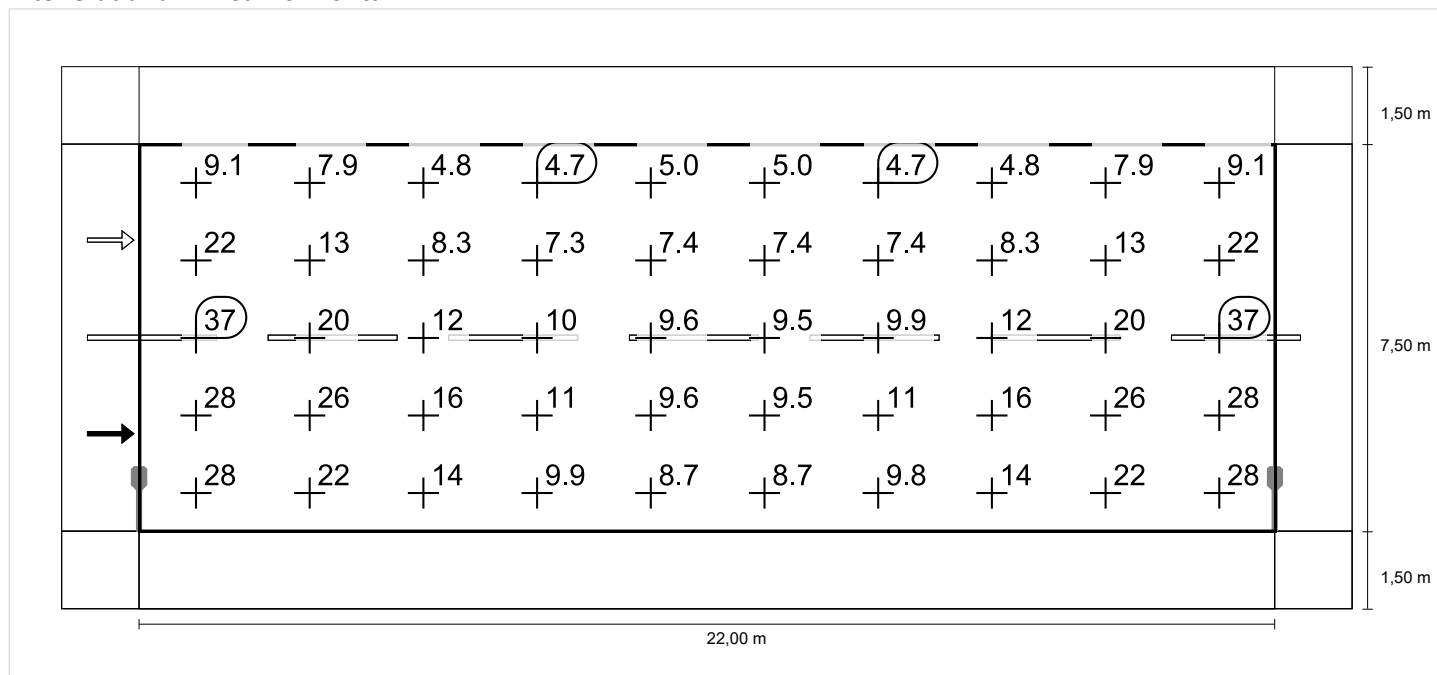 1,50 m
9.1 7.9 4.8 4.7 5.0 5.0 4.7 4.8 7.9 9.1
22 13 8.3 7.3 7.4 7.4 7.4 8.3 13 22
37 20 12 10 9.6 9.5 9.9 12 20 37
7,50 m
28 26 16 11 9.6 9.5 11 16 26 28
28 22 14 9.9 8.7 8.7 9.8 14 22 28
1,50 m
22,00 m